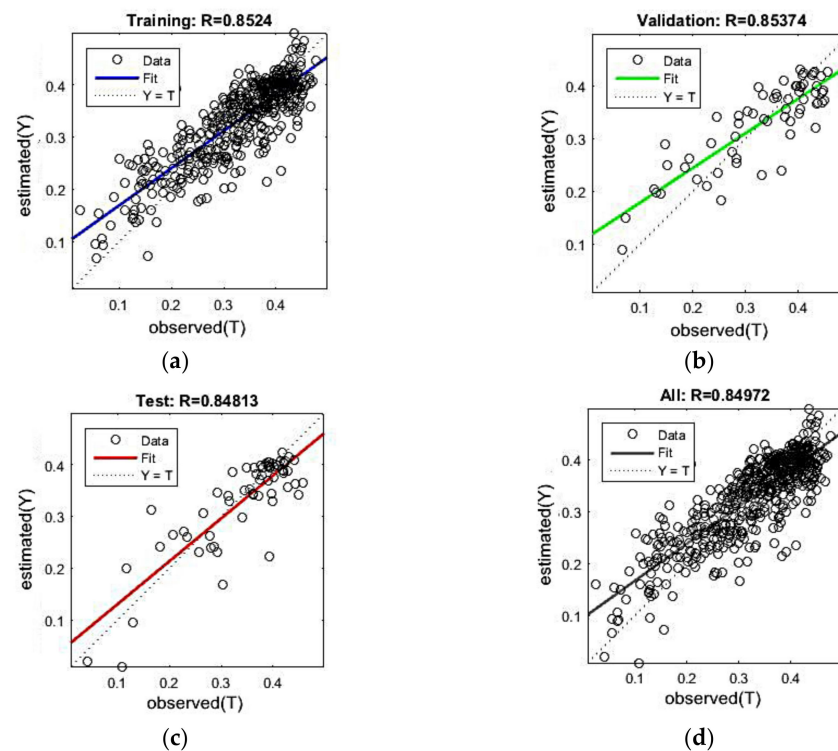 Training: R=0.8524
Data
Fit
Y = T
estimated(Y)
0.4
0.3
0.2
0.1
0.1 0.2 0.3 0.4
observed(T)
(a)
Validation: R=0.85374
Data
Fit
Y = T
estimated(Y)
0.4
0.3
0.2
0.1
0.1 0.2 0.3 0.4
observed(T)
(b)
Test: R=0.84813
Data
Fit
Y = T
estimated(Y)
0.4
0.3
0.2
0.1
0.1 0.2 0.3 0.4
observed(T)
(c)
All: R=0.84972
Data
Fit
Y = T
estimated(Y)
0.4
0.3
0.2
0.1
0.1 0.2 0.3 0.4
observed(T)
(d)